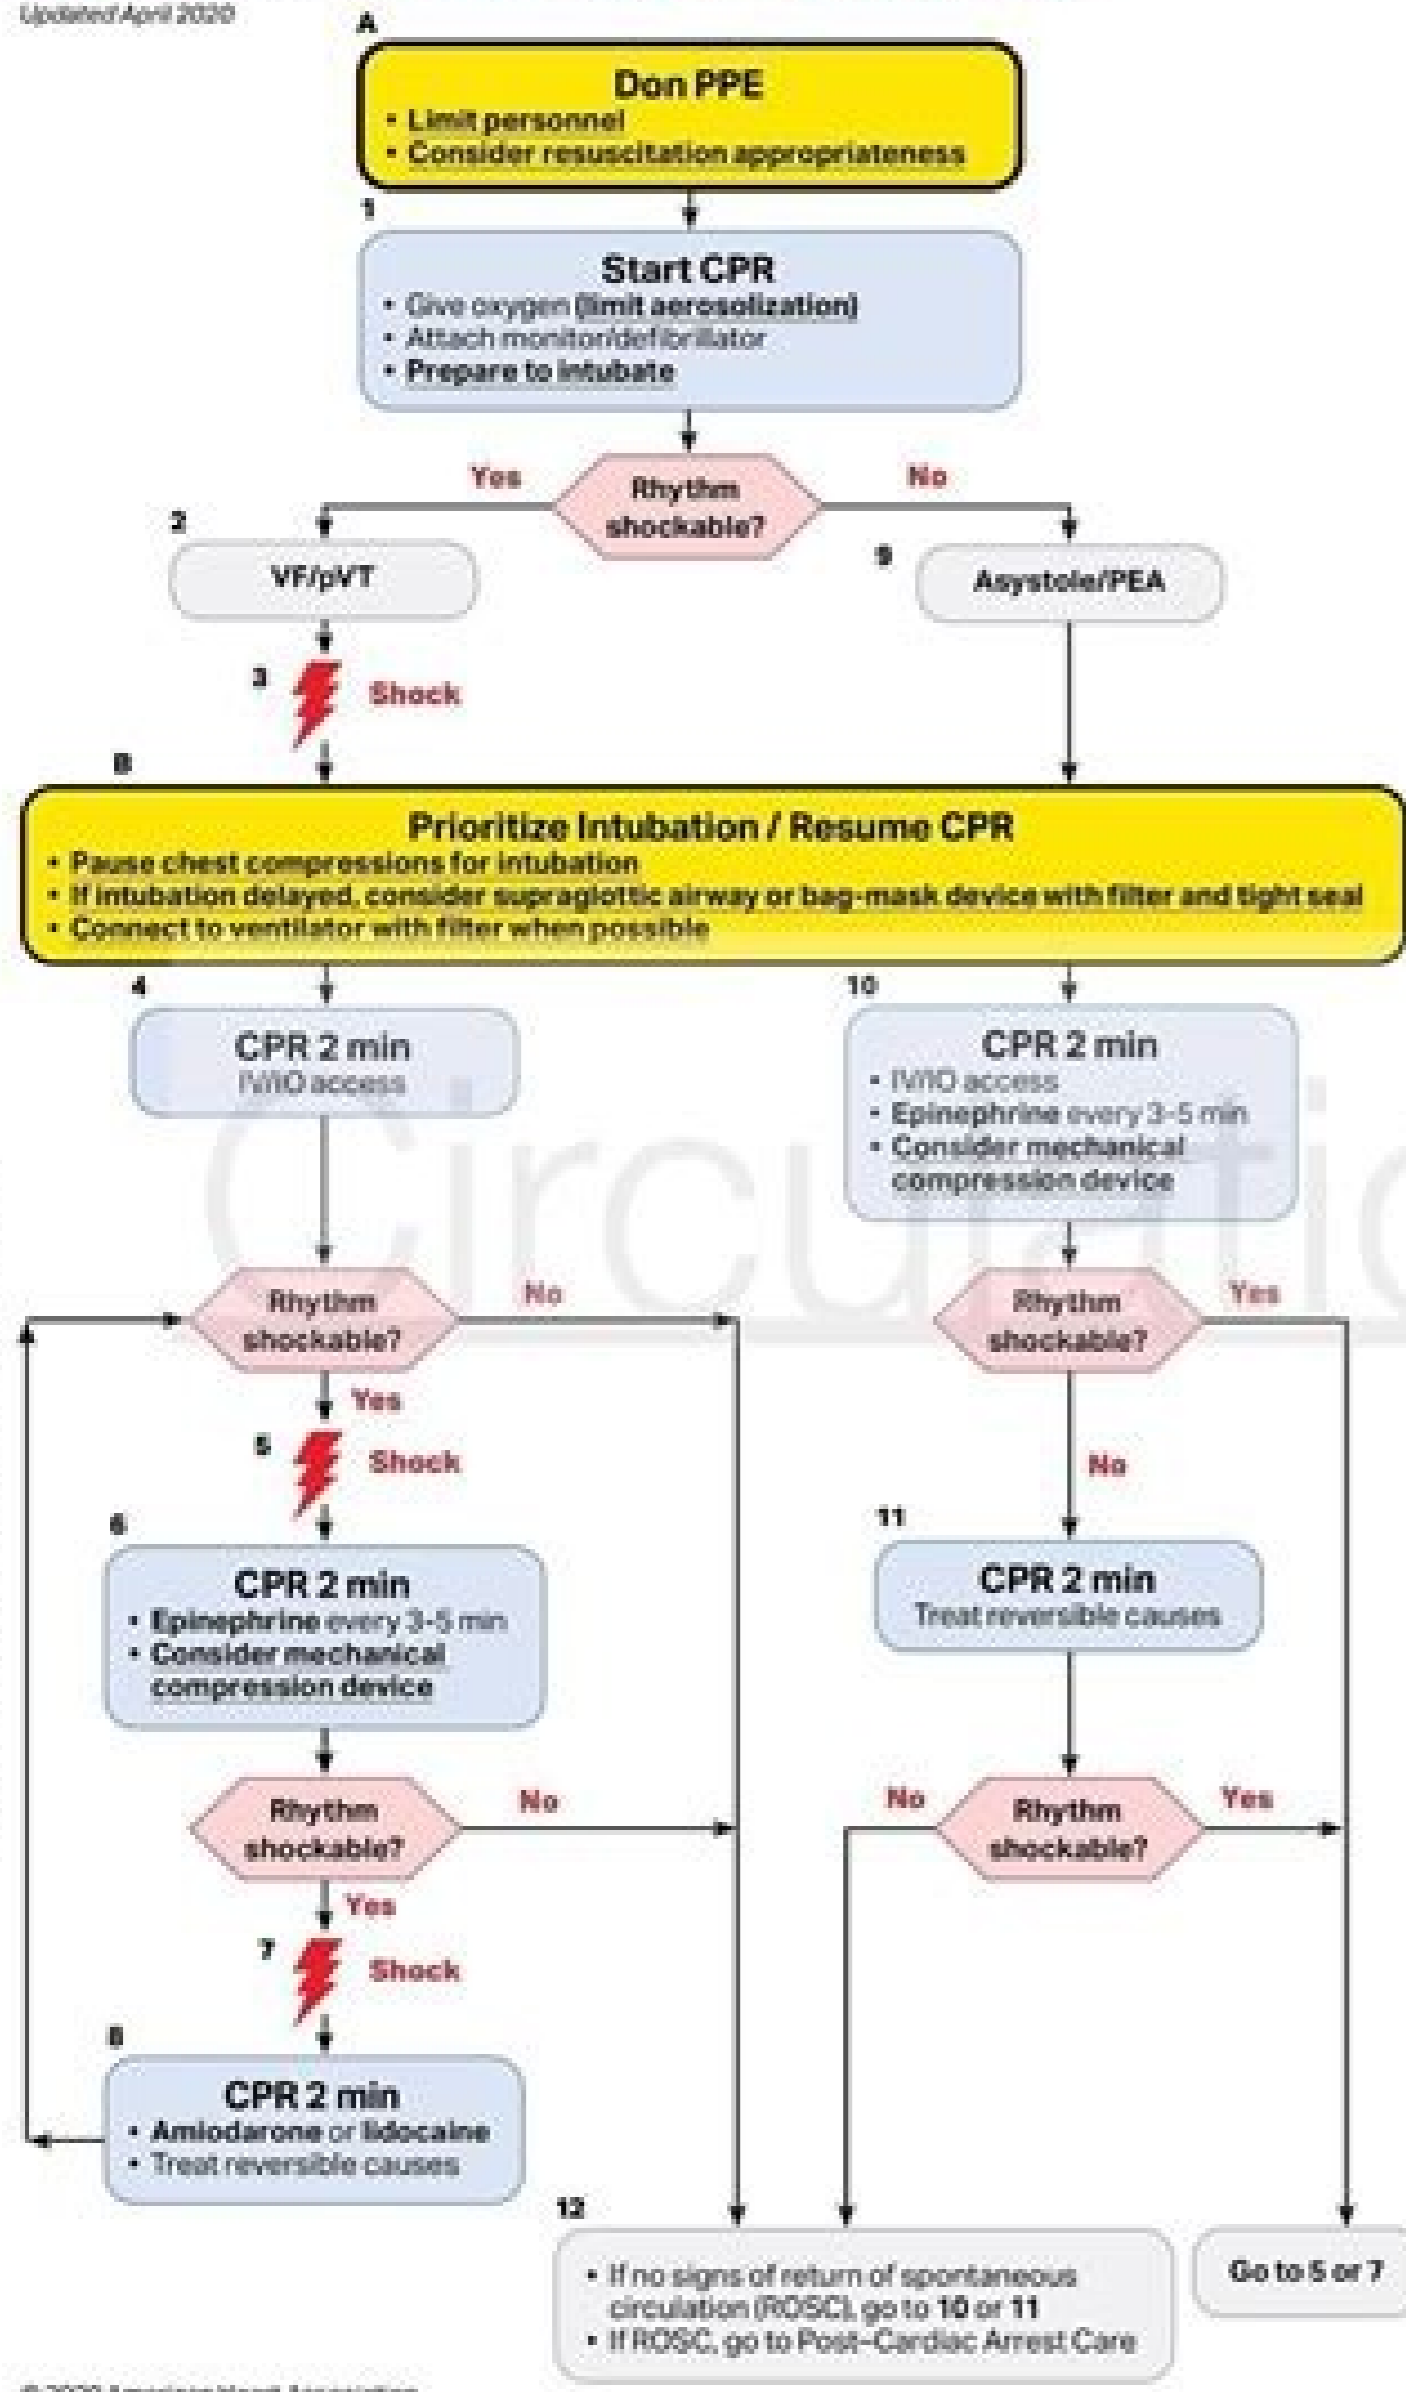 Updated April 2020
A
Don PPE
• Limit personnel
• Consider resuscitation appropriateness
1
Start CPR
• Give oxygen (limit aerosolization)
• Attach monitor/defibrillator
• Prepare to intubate
Rhythm
shockable?
Yes
No
2
VF/pVT
9
Asystole/PEA
3
Shock
B
Prioritize Intubation / Resume CPR
• Pause chest compressions for intubation
• If intubation delayed, consider supraglottic airway or bag-mask device with filter and tight seal
• Connect to ventilator with filter when possible
4
CPR 2 min
IV/IO access
10
CPR 2 min
• IV/IO access
• Epinephrine every 3-5 min
• Consider mechanical
compression device
Rhythm
shockable?
No
Yes
Rhythm
shockable?
Yes
No
5
Shock
6
CPR 2 min
• Epinephrine every 3-5 min
• Consider mechanical
compression device
11
CPR 2 min
Treat reversible causes
Rhythm
shockable?
No
Yes
Rhythm
shockable?
No
Yes
7
Shock
8
CPR 2 min
• Amiodarone or lidocaine
• Treat reversible causes
12
• If no signs of return of spontaneous
circulation (ROSC), go to 10 or 11
• If ROSC, go to Post-Cardiac Arrest Care
Go to 5 or 7
© 2020 American Heart Association